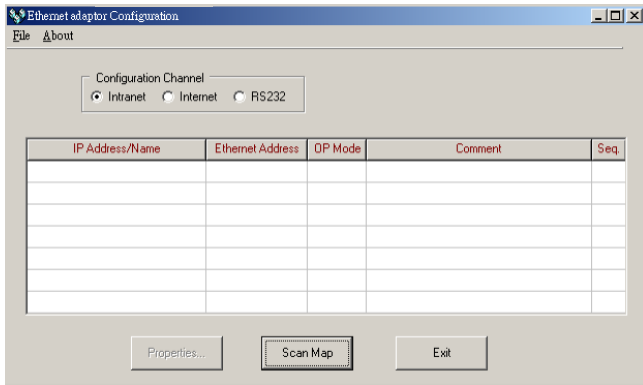 Ethernet adaptor Configuration
File About
Configuration Channel
Intranet Internet RS232
IP Address/Name Ethernet Address OP Mode Comment Seq.
Properties... Scan Map Exit